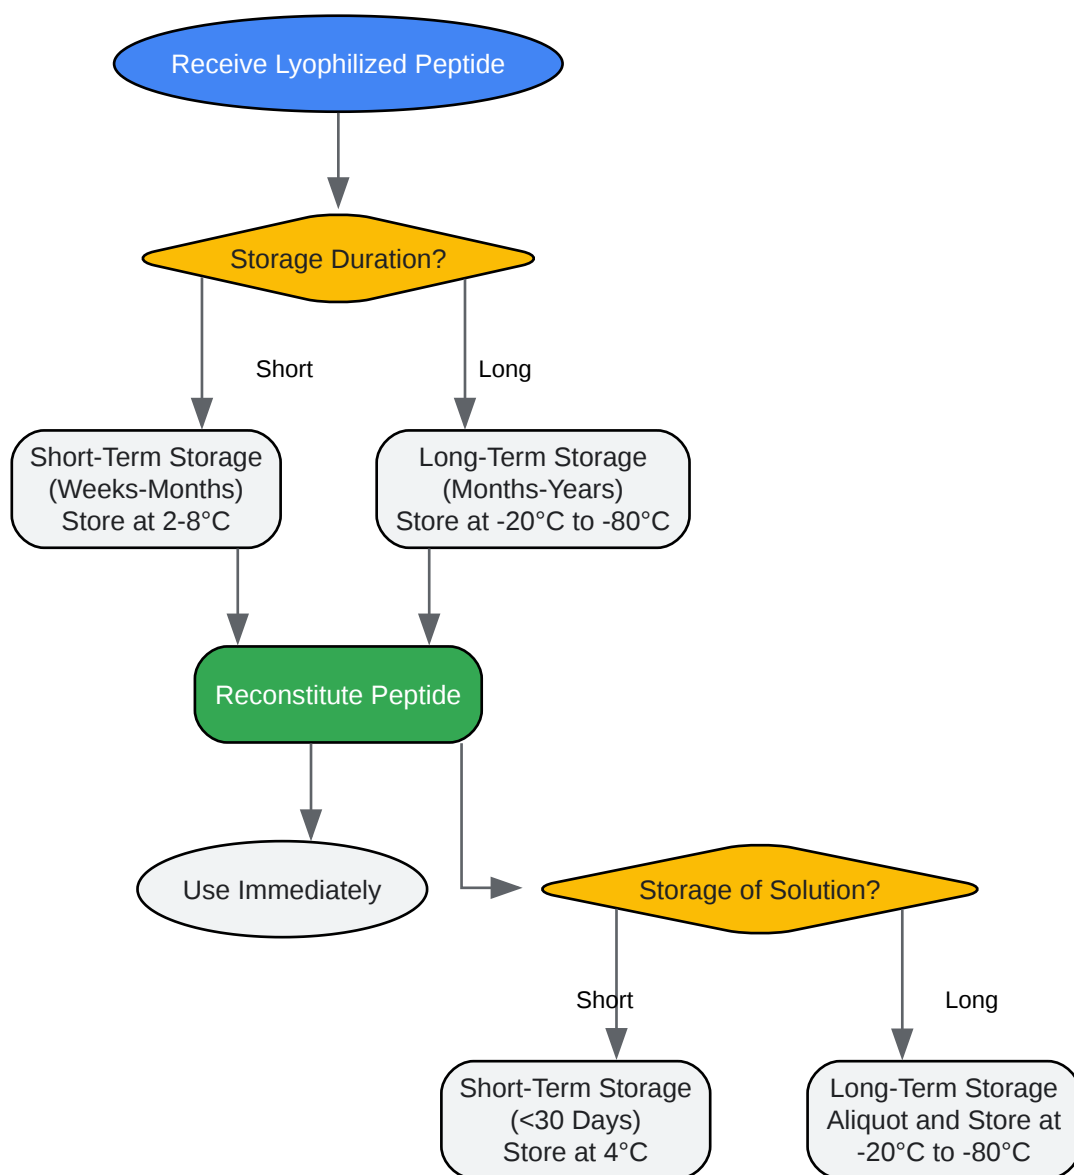 Receive Lyophilized Peptide
Storage Duration?
Short
Long
Short-Term Storage
(Weeks-Months)
Store at 2-8°C
Long-Term Storage
(Months-Years)
Store at -20°C to -80°C
Reconstitute Peptide
Use Immediately
Storage of Solution?
Short
Long
Short-Term Storage
(<30 Days)
Store at 4°C
Long-Term Storage
Aliquot and Store at
-20°C to -80°C